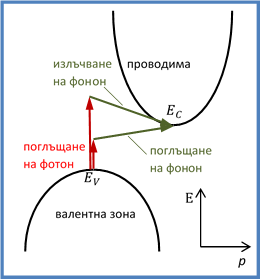 излъчване
на фонон
проводима
E_C
поглъщане
на фотон
поглъщане
на фонон
E_V
валентна зона
E
p